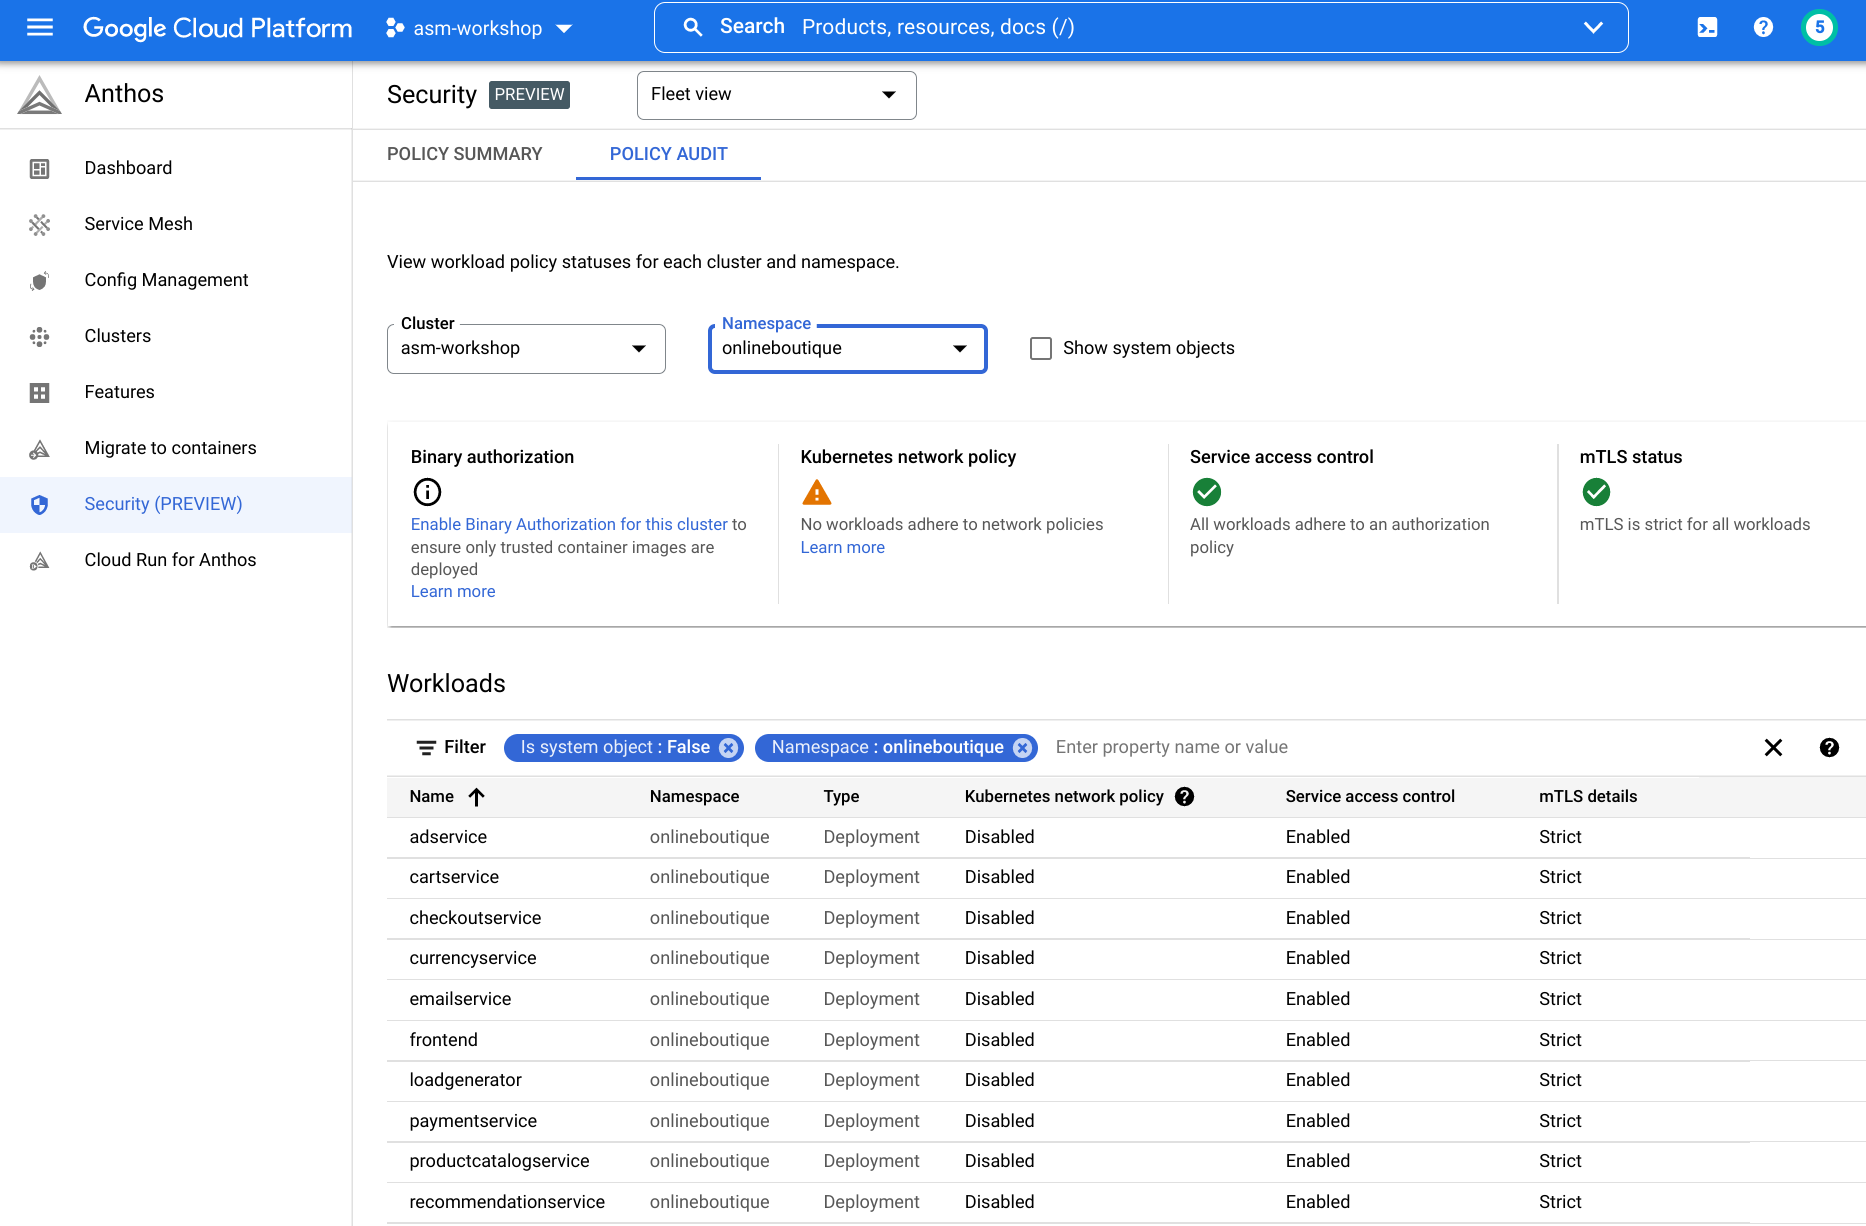 Google Cloud Platform
asm-workshop
Search Products, resources, docs (/)
5
Anthos
Security PREVIEW
Fleet view
Dashboard
Service Mesh
Config Management
Clusters
Features
Migrate to containers
Security (PREVIEW)
Cloud Run for Anthos
POLICY SUMMARY POLICY AUDIT
View workload policy statuses for each cluster and namespace.
Cluster
asm-workshop
Namespace
onlineboutique
Show system objects
Binary authorization
Enable Binary Authorization for this cluster to
ensure only trusted container images are
deployed
Learn more
Kubernetes network policy
No workloads adhere to network policies
Learn more
Service access control
All workloads adhere to an authorization
policy
mTLS status
mTLS is strict for all workloads
Workloads
Filter Is system object : False Namespace : onlineboutique Enter property name or value
Name Namespace Type Kubernetes network policy Service access control mTLS details
adservice onlineboutique Deployment Disabled Enabled Strict
cartservice onlineboutique Deployment Disabled Enabled Strict
checkoutservice onlineboutique Deployment Disabled Enabled Strict
currencyservice onlineboutique Deployment Disabled Enabled Strict
emailservice onlineboutique Deployment Disabled Enabled Strict
frontend onlineboutique Deployment Disabled Enabled Strict
loadgenerator onlineboutique Deployment Disabled Enabled Strict
paymentservice onlineboutique Deployment Disabled Enabled Strict
productcatalogservice onlineboutique Deployment Disabled Enabled Strict
recommendationservice onlineboutique Deployment Disabled Enabled Strict